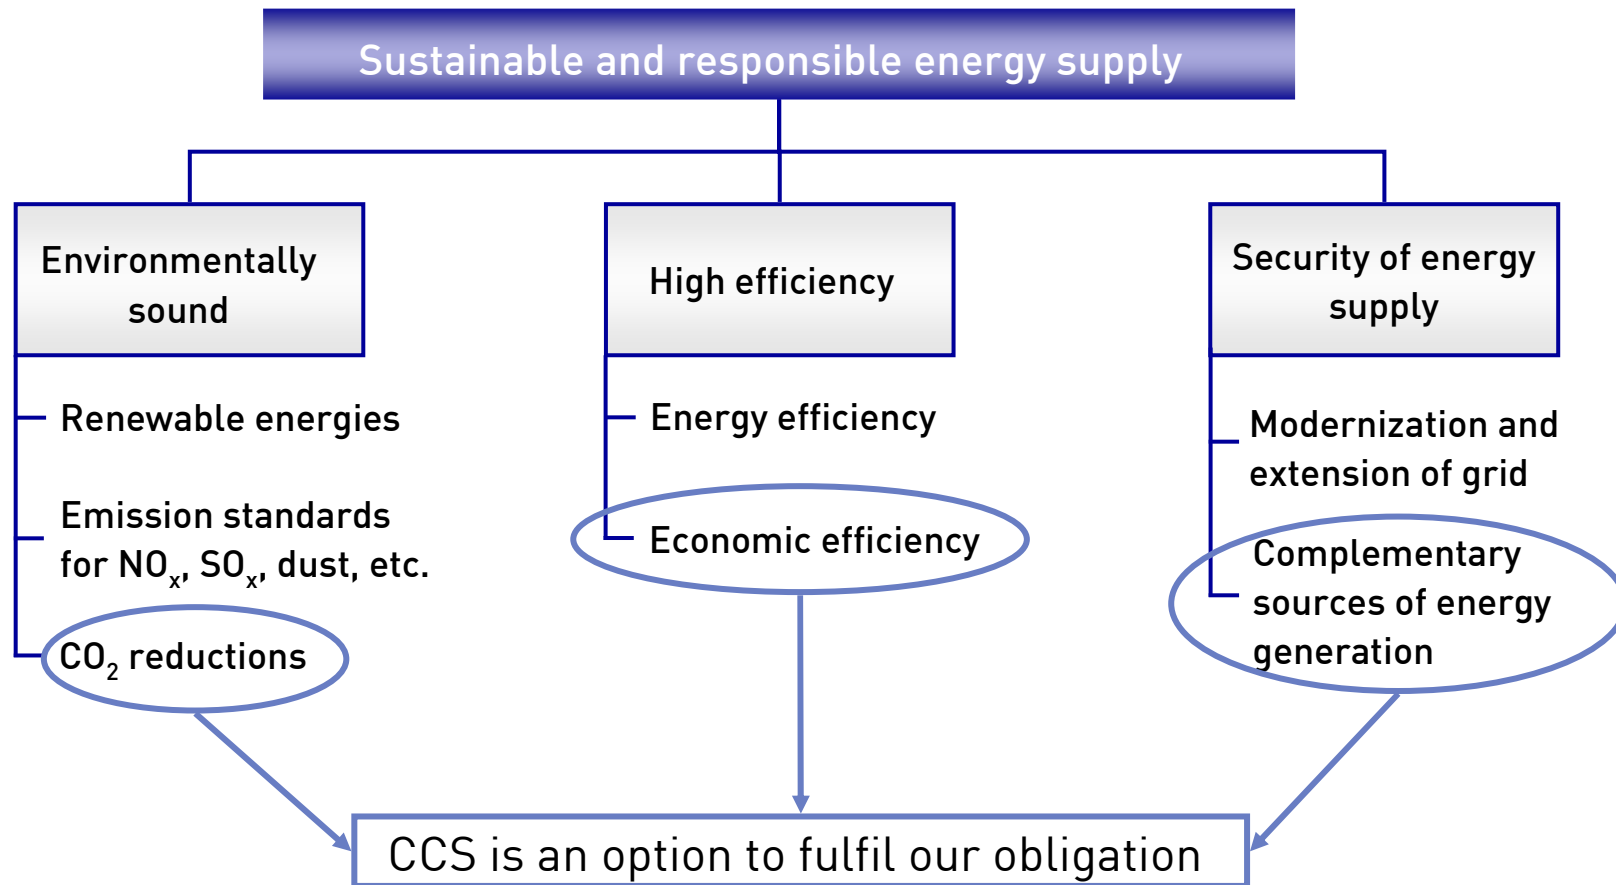 Sustainable and responsible energy supply
Environmentally
sound
Renewable energies
Emission standards
for NOₓ, SOₓ, dust, etc.
CO₂ reductions
High efficiency
Energy efficiency
Economic efficiency
Security of energy
supply
Modernization and
extension of grid
Complementary
sources of energy
generation
CCS is an option to fulfil our obligation